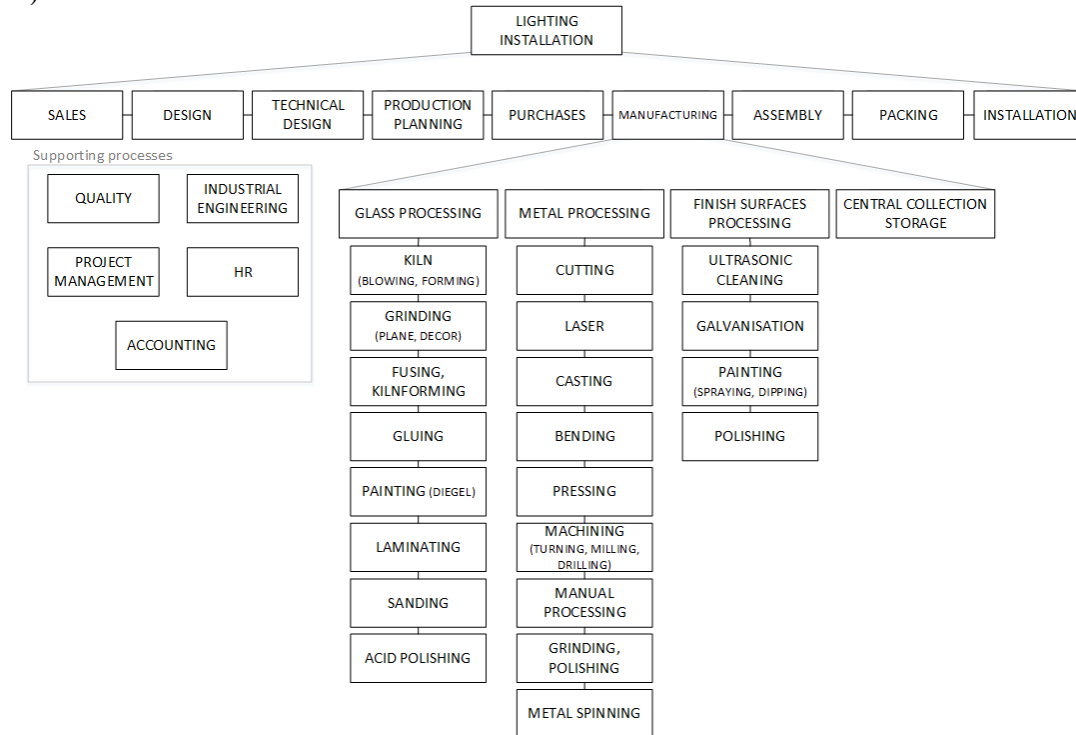 )
LIGHTING
INSTALLATION
SALES
DESIGN
TECHNICAL
DESIGN
PRODUCTION
PLANNING
PURCHASES
MANUFACTURING
ASSEMBLY
PACKING
INSTALLATION
Supporting processes
QUALITY
INDUSTRIAL
ENGINEERING
PROJECT
MANAGEMENT
HR
ACCOUNTING
GLASS PROCESSING
KILN
(BLOWING, FORMING)
GRINDING
(PLANE, DECOR)
FUSING,
KILNFORMING
GLUING
PAINTING (DIEGEL)
LAMINATING
SANDING
ACID POLISHING
METAL PROCESSING
CUTTING
LASER
CASTING
BENDING
PRESSING
MACHINING
(TURNING, MILLING,
DRILLING)
MANUAL
PROCESSING
GRINDING,
POLISHING
METAL SPINNING
FINISH SURFACES
PROCESSING
ULTRASONIC
CLEANING
GALVANISATION
PAINTING
(SPRAYING, DIPPING)
POLISHING
CENTRAL COLLECTION
STORAGE